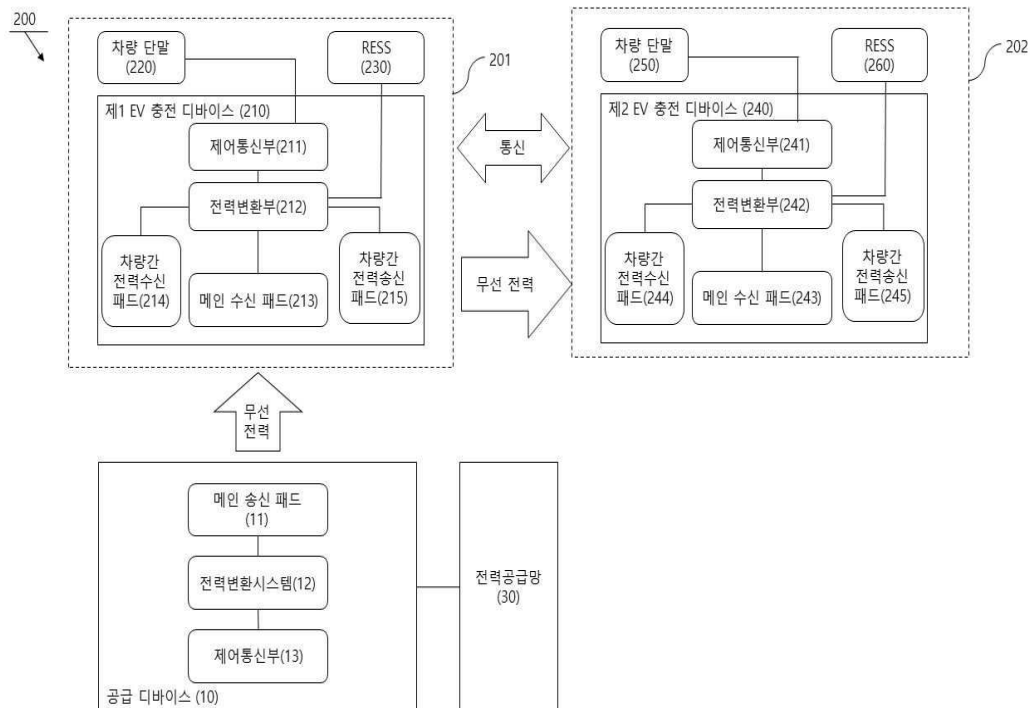 200
차량 단말
(220)
RESS
(230)
201
제1 EV 충전 디바이스 (210)
제어통신부(211)
전력변환부(212)
차량간
전력수신
패드(214)
메인 수신 패드(213)
차량간
전력송신
패드(215)
통신
무선 전력
차량 단말
(250)
RESS
(260)
202
제2 EV 충전 디바이스 (240)
제어통신부(241)
전력변환부(242)
차량간
전력수신
패드(244)
메인 수신 패드(243)
차량간
전력송신
패드(245)
무선
전력
메인 송신 패드
(11)
전력변환시스템(12)
제어통신부(13)
공급 디바이스 (10)
전력공급망
(30)